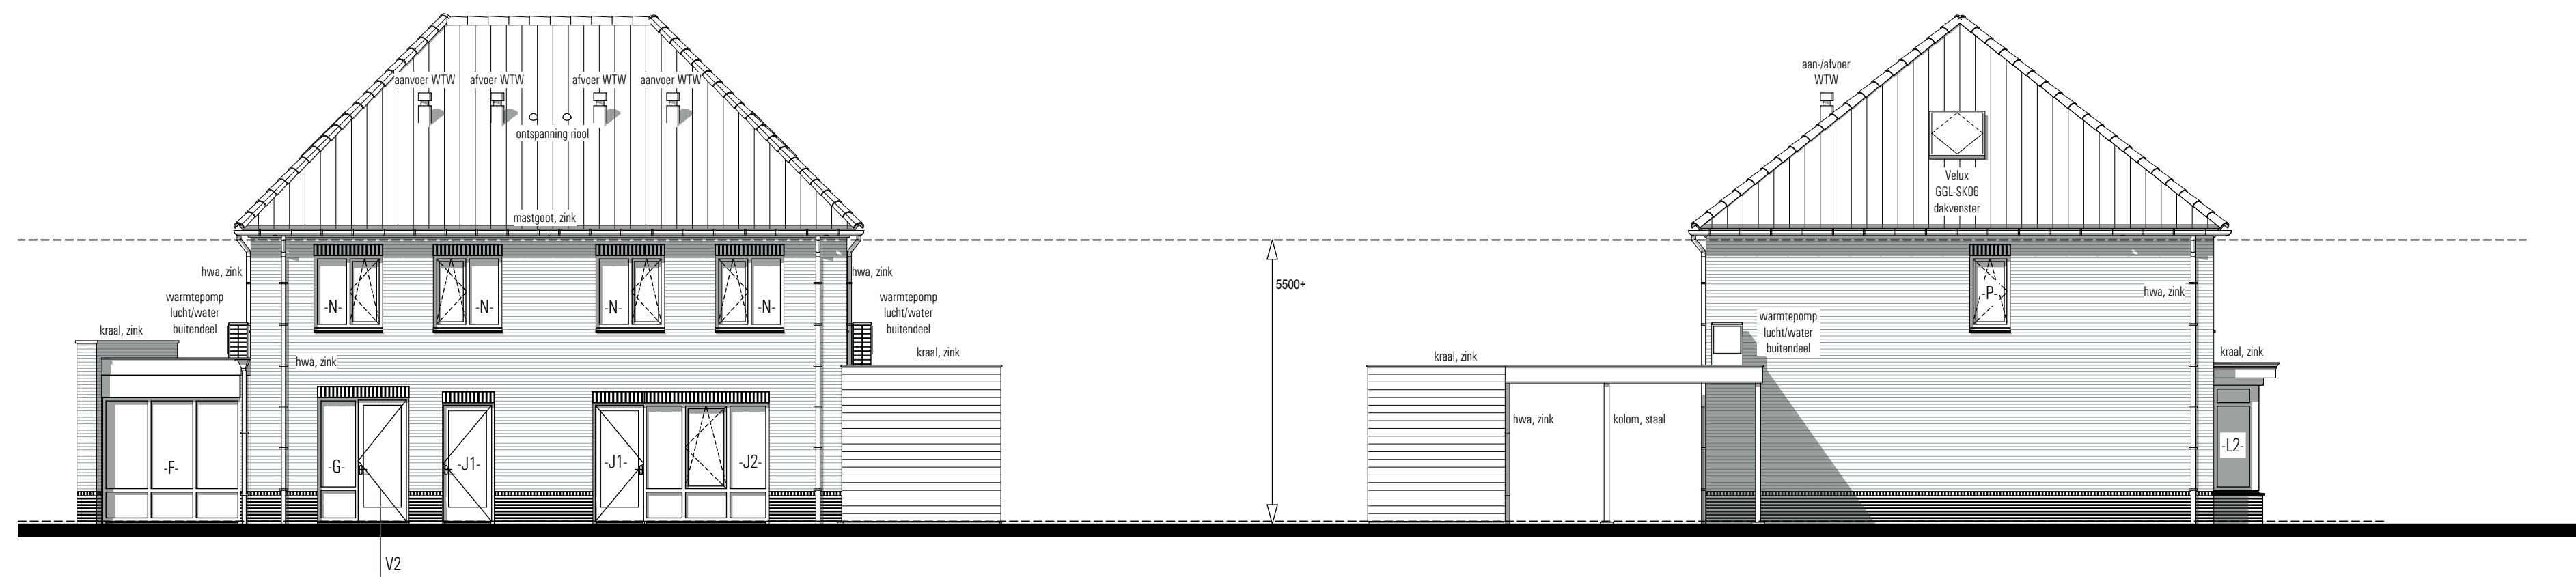 aanvoer WTW
afvoer WTW
afvoer WTW
aanvoer WTW
ontspanning riool
mastgoot, zink
hwa, zink
warmtepomp
lucht/water
buitendeel
kraal, zink
-N-
-N-
-N-
-N-
hwa, zink
warmtepomp
lucht/water
buitendeel
kraal, zink
hwa, zink
-F-
-G-
-J1-
-J1-
-J2-
V2
5500+
aan-/afvoer
WTW
Velux
GGL-SK06
dakvenster
-P-
hwa, zink
warmtepomp
lucht/water
buitendeel
kraal, zink
kraal, zink
hwa, zink
kolom, staal
-L2-